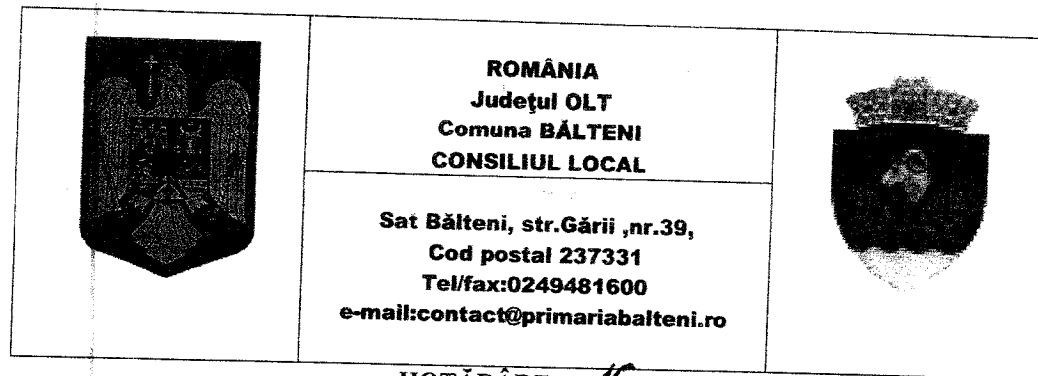 ROMÂNIA
Judeţul OLT
Comuna BĂLTENI
CONSILIUL LOCAL
Sat Bălteni, str.Gării ,nr.39,
Cod postal 237331
Tel/fax:0249481600
e-mail:contact@primariabalteni.ro